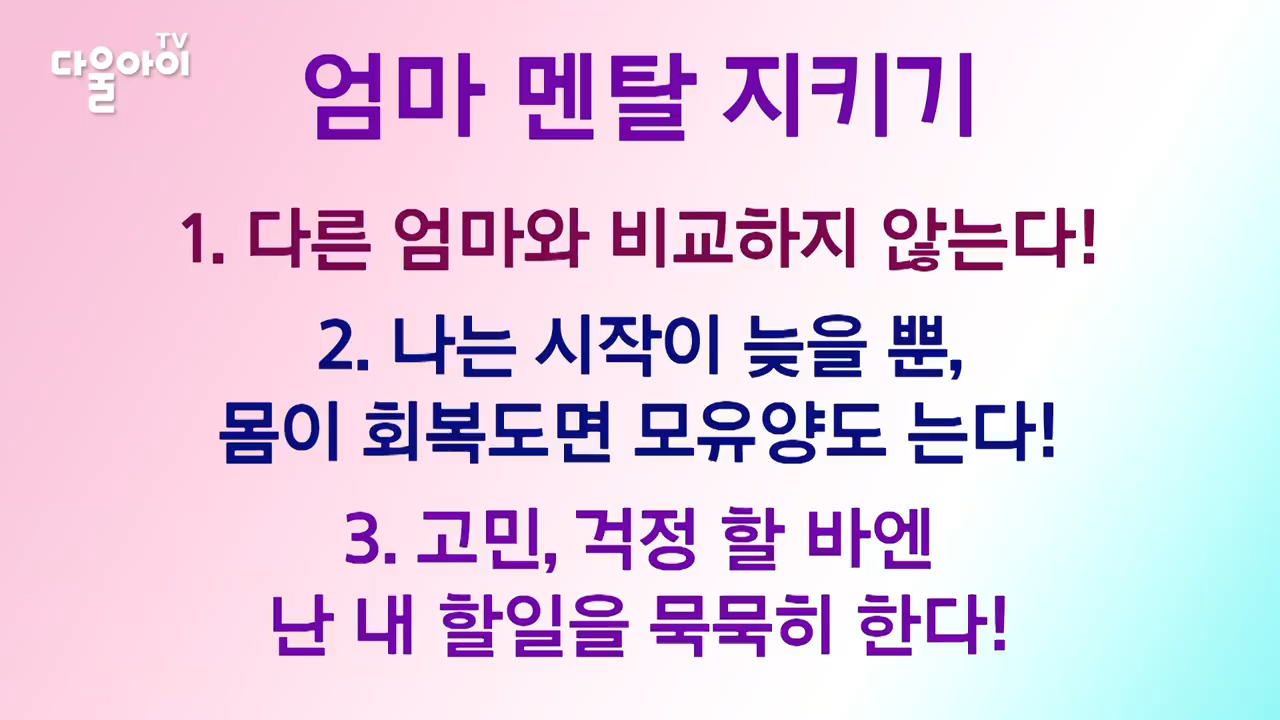 다울아이 TV
엄마 멘탈 지키기
1. 다른 엄마와 비교하지 않는다!
2. 나는 시작이 늦을 뿐,
몸이 회복도면 모유양도 는다!
3. 고민, 걱정 할 바엔
난 내 할일을 묵묵히 한다!